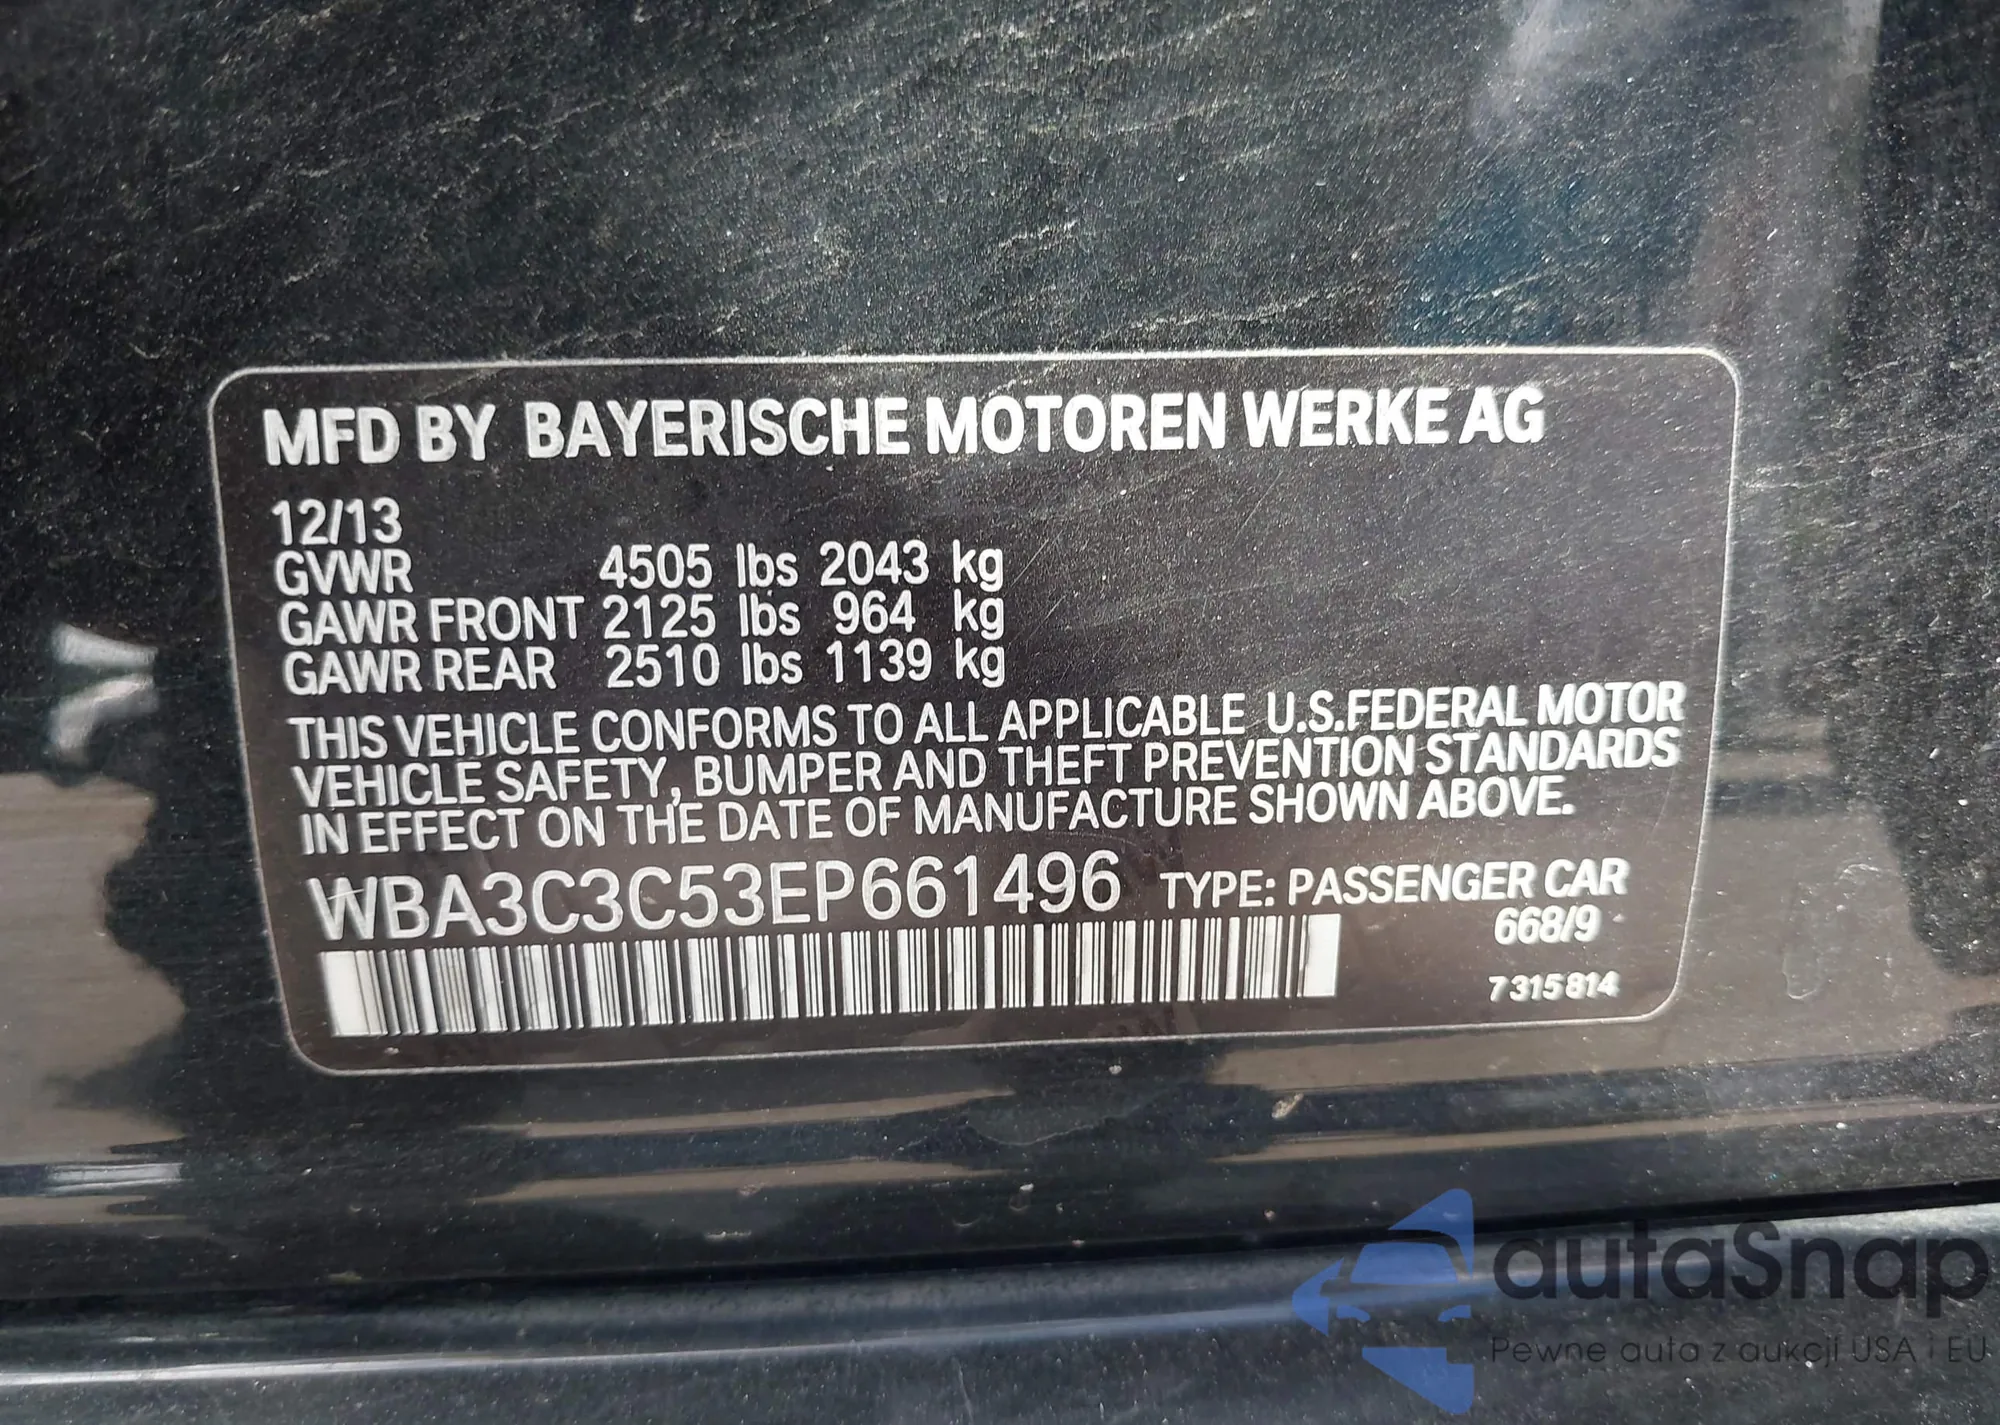 MFD BY BAYERISCHE MOTOREN WERKE AG
12/13
GVWR 4505 lbs 2043 kg
GAWR FRONT 2125 lbs 964 kg
GAWR REAR 2510 lbs 1139 kg
THIS VEHICLE CONFORMS TO ALL APPLICABLE U.S.FEDERAL MOTOR
VEHICLE SAFETY, BUMPER AND THEFT PREVENTION STANDARDS
IN EFFECT ON THE DATE OF MANUFACTURE SHOWN ABOVE.
WBA3C3C53EP661496 TYPE: PASSENGER CAR
668/9
7315814
autaSnap
Pewne auta z aukcji USA i EU